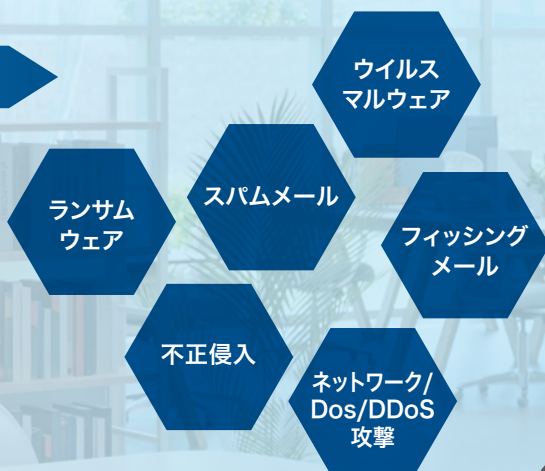 ウイルス
マルウェア
スパムメール
ランサム
ウェア
フィッシング
メール
不正侵入
ネットワーク/
Dos/DDoS
攻撃